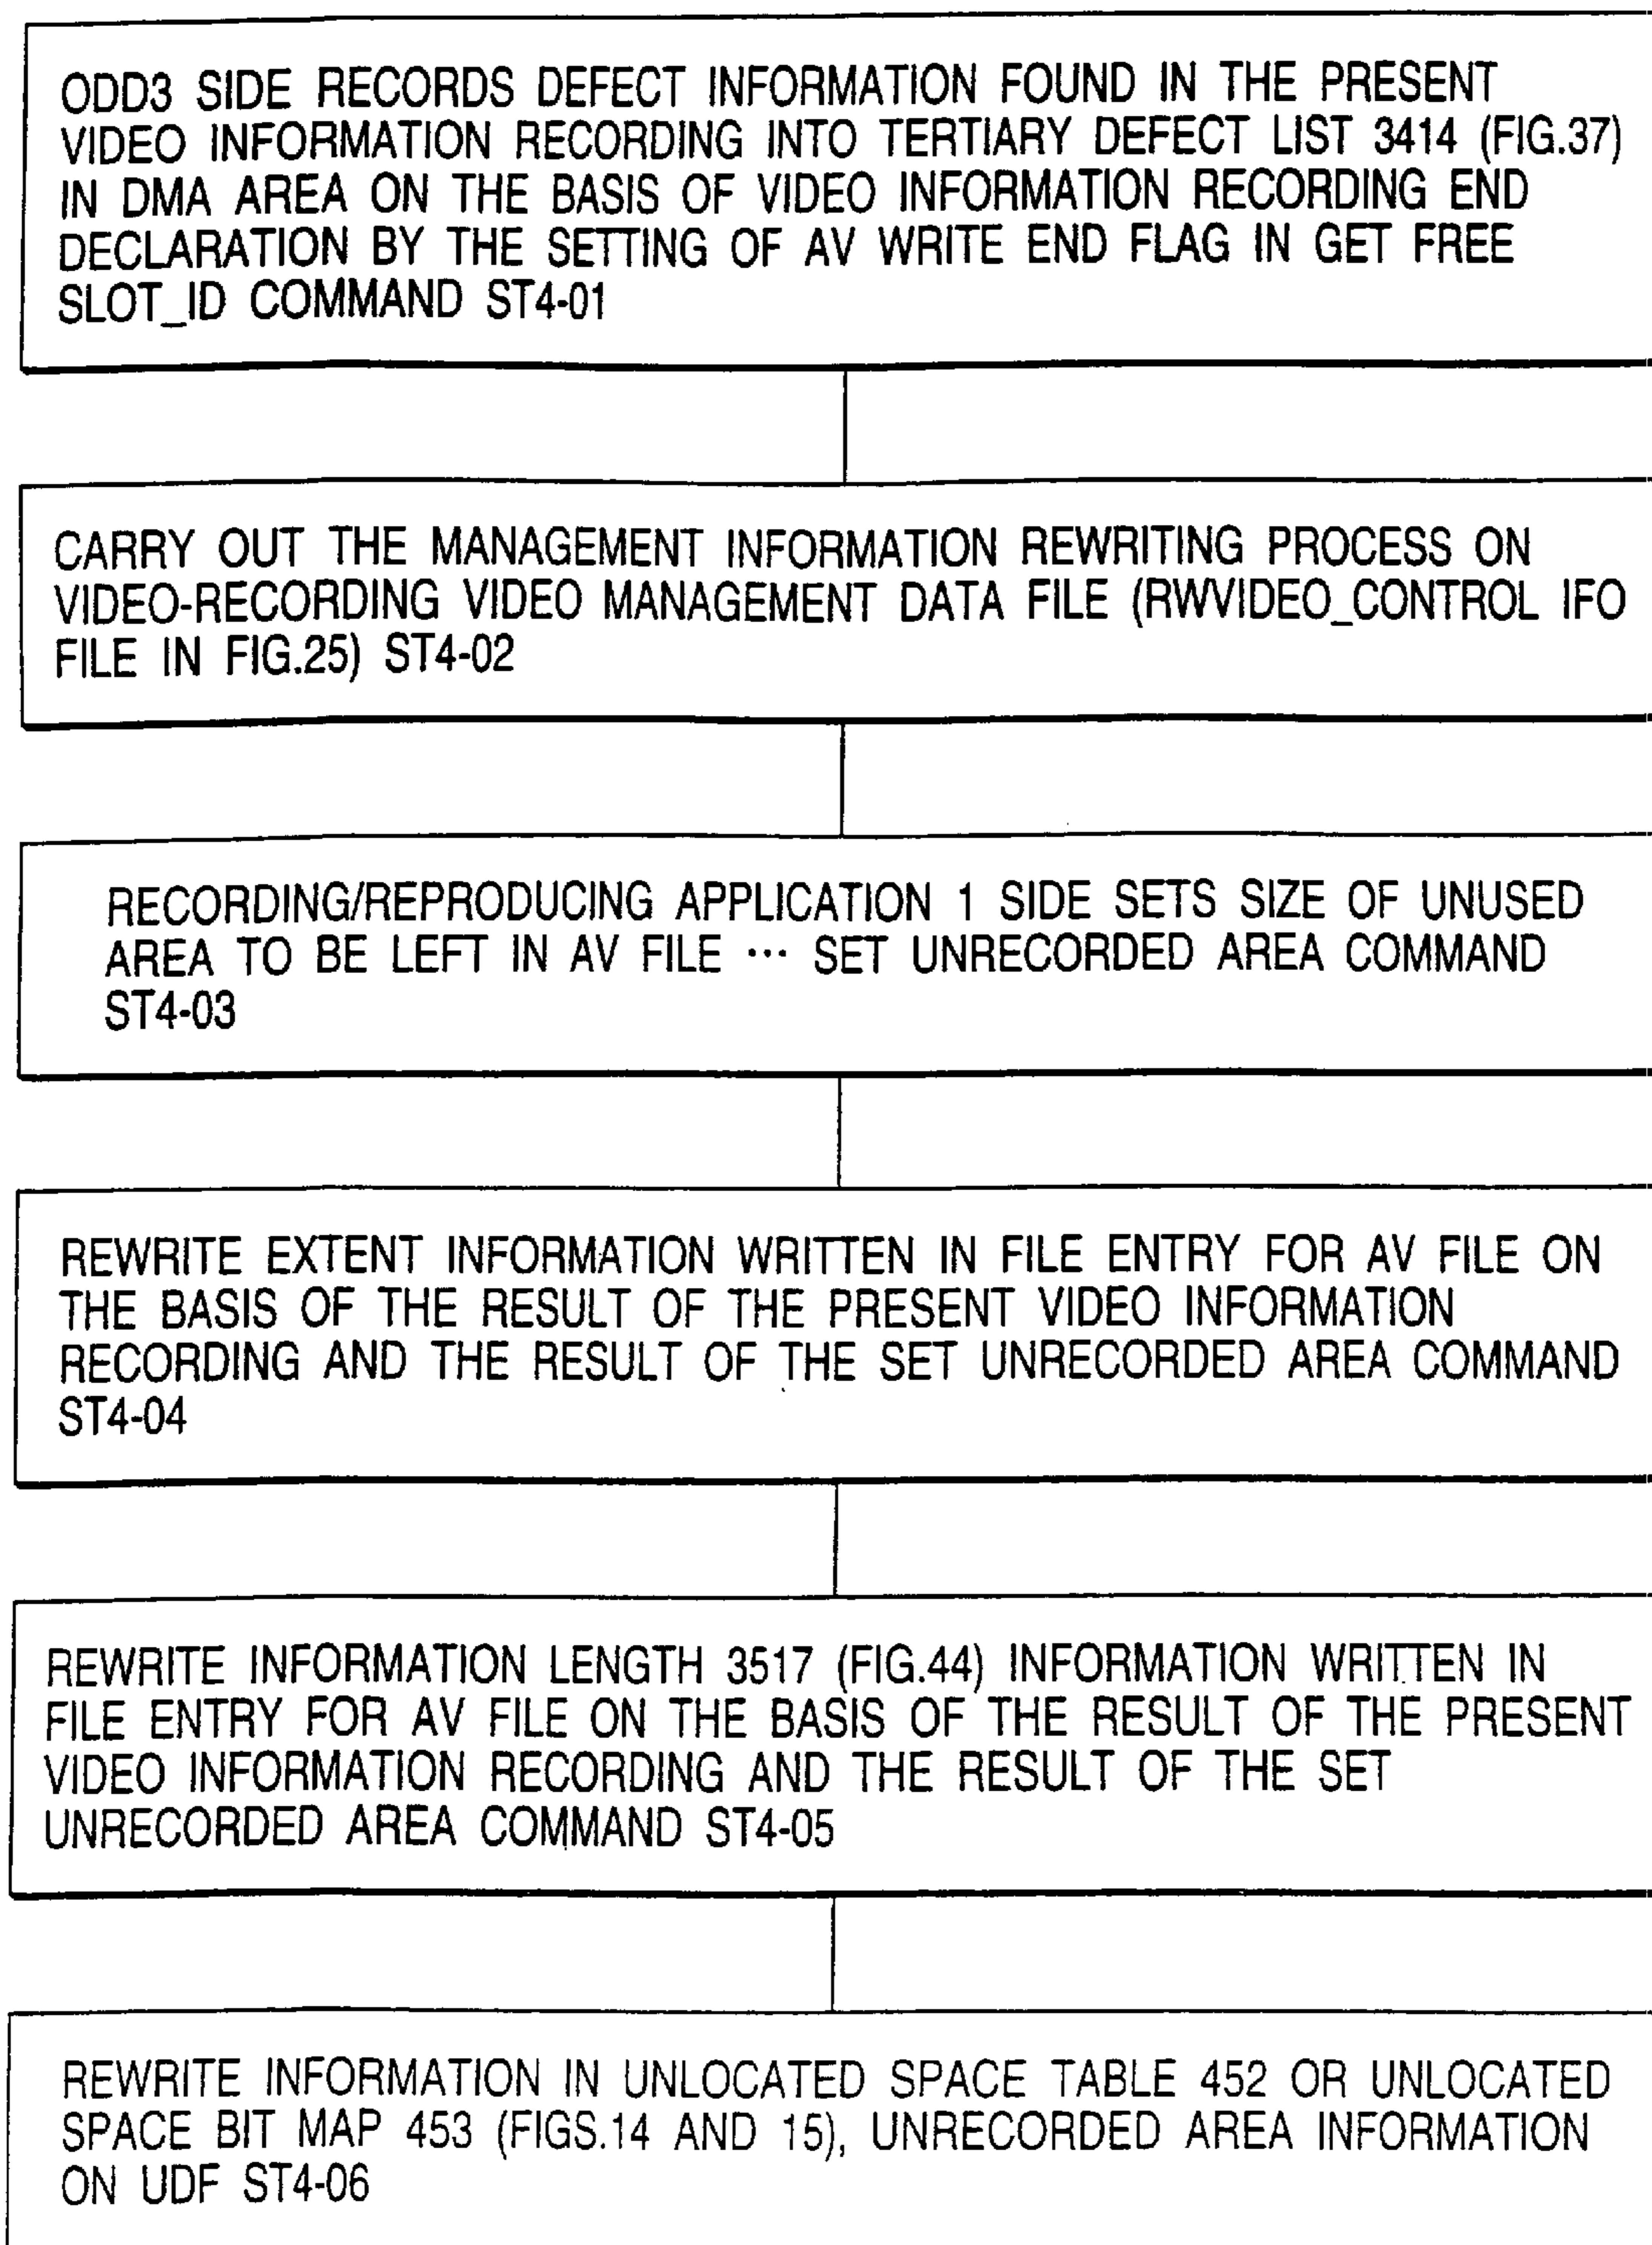 ODD3 SIDE RECORDS DEFECT INFORMATION FOUND IN THE PRESENT
VIDEO INFORMATION RECORDING INTO TERTIARY DEFECT LIST 3414 (FIG.37)
IN DMA AREA ON THE BASIS OF VIDEO INFORMATION RECORDING END
DECLARATION BY THE SETTING OF AV WRITE END FLAG IN GET FREE
SLOT_ID COMMAND ST4-01
CARRY OUT THE MANAGEMENT INFORMATION REWRITING PROCESS ON
VIDEO-RECORDING VIDEO MANAGEMENT DATA FILE (RWVIDEO_CONTROL IFO
FILE IN FIG.25) ST4-02
RECORDING/REPRODUCING APPLICATION 1 SIDE SETS SIZE OF UNUSED
AREA TO BE LEFT IN AV FILE ··· SET UNRECORDED AREA COMMAND
ST4-03
REWRITE EXTENT INFORMATION WRITTEN IN FILE ENTRY FOR AV FILE ON
THE BASIS OF THE RESULT OF THE PRESENT VIDEO INFORMATION
RECORDING AND THE RESULT OF THE SET UNRECORDED AREA COMMAND
ST4-04
REWRITE INFORMATION LENGTH 3517 (FIG.44) INFORMATION WRITTEN IN
FILE ENTRY FOR AV FILE ON THE BASIS OF THE RESULT OF THE PRESENT
VIDEO INFORMATION RECORDING AND THE RESULT OF THE SET
UNRECORDED AREA COMMAND ST4-05
REWRITE INFORMATION IN UNLOCATED SPACE TABLE 452 OR UNLOCATED
SPACE BIT MAP 453 (FIGS.14 AND 15), UNRECORDED AREA INFORMATION
ON UDF ST4-06